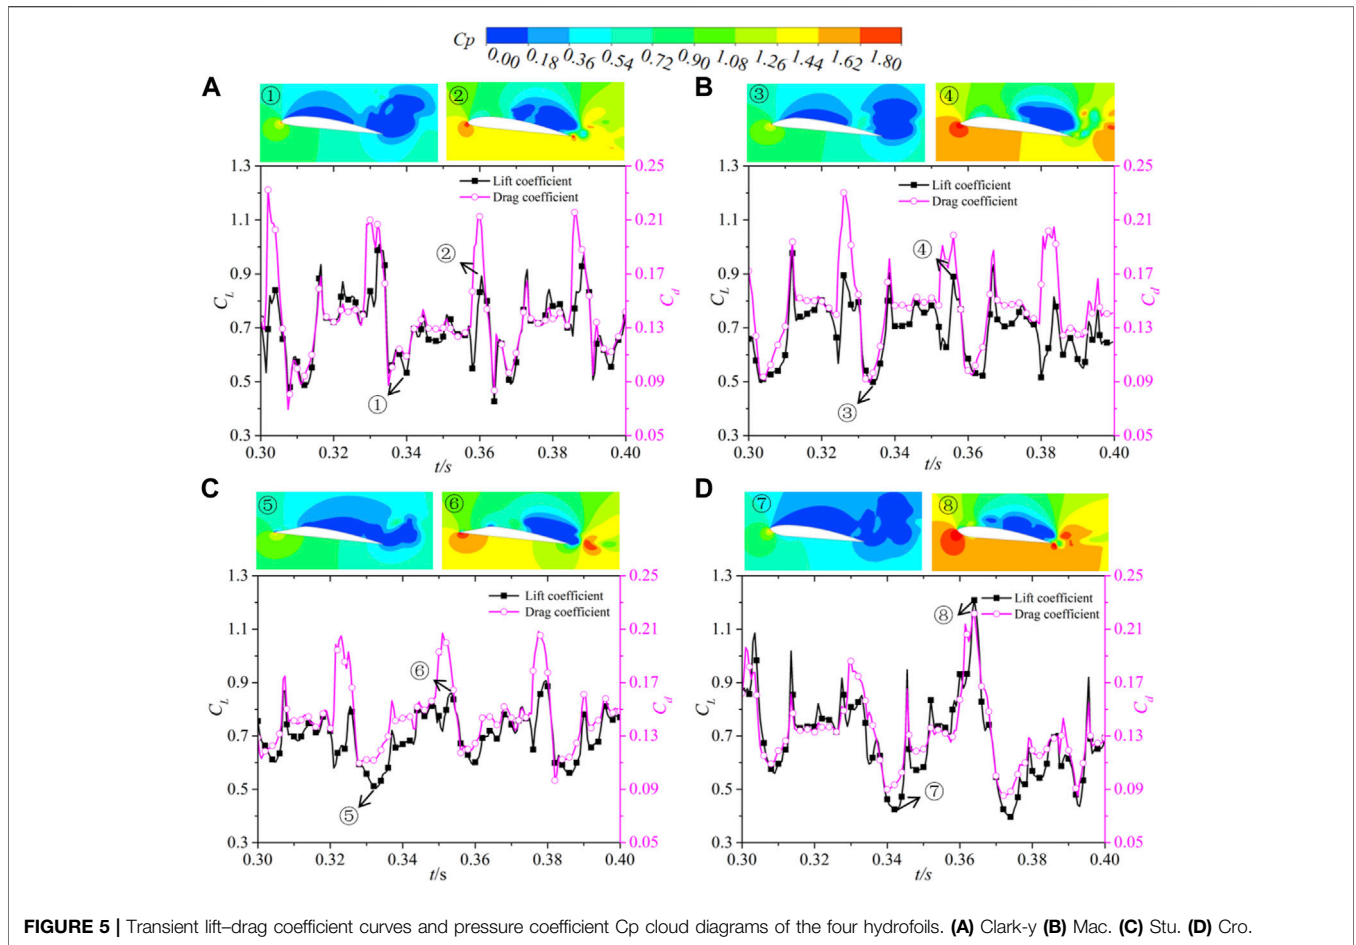 Cp
0.00 0.18 0.36 0.54 0.72 0.90 1.08 1.26 1.44 1.62 1.80
A
①
②
1.3
1.1
0.9
0.7
0.5
0.3
C_L
Lift coefficient
Drag coefficient
②
①
0.25
0.21
0.17
0.13
0.09
0.05
C_d
0.30 0.32 0.34 0.36 0.38 0.40
t/s
B
③
④
1.3
1.1
0.9
0.7
0.5
0.3
C_L
Lift coefficient
Drag coefficient
④
③
0.25
0.21
0.17
0.13
0.09
0.05
C_d
0.30 0.32 0.34 0.36 0.38 0.40
t/s
C
⑤
⑥
1.3
1.1
0.9
0.7
0.5
0.3
C_L
Lift coefficient
Drag coefficient
⑥
⑤
0.25
0.21
0.17
0.13
0.09
0.05
C_d
0.30 0.32 0.34 0.36 0.38 0.40
t/s
D
⑦
⑧
1.3
1.1
0.9
0.7
0.5
0.3
C_L
Lift coefficient
Drag coefficient
⑧
⑦
0.25
0.21
0.17
0.13
0.09
0.05
C_d
0.30 0.32 0.34 0.36 0.38 0.40
t/s
FIGURE 5 | Transient lift–drag coefficient curves and pressure coefficient Cp cloud diagrams of the four hydrofoils. (A) Clark-y (B) Mac. (C) Stu. (D) Cro.